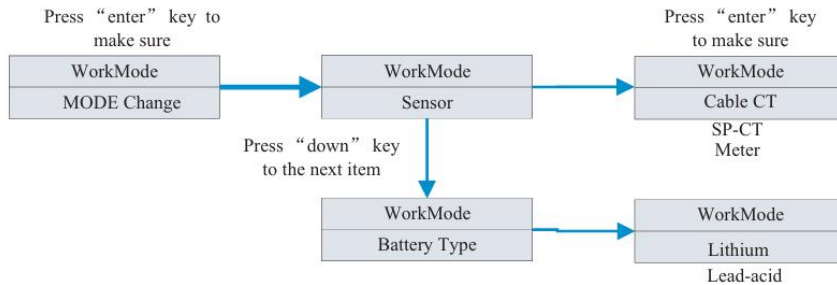 Press “enter” key to
make sure
WorkMode
MODE Change
WorkMode
Sensor
Press “enter” key
to make sure
WorkMode
Cable CT
SP-CT
Meter
Press “down” key
to the next item
WorkMode
Battery Type
WorkMode
Lithium
Lead-acid